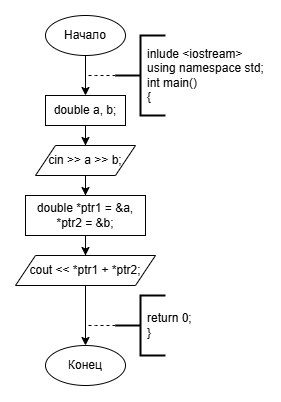 Начало
inlude <iostream>
using namespace std;
int main()
{
double a, b;
cin >> a >> b;
double *ptr1 = &a,
*ptr2 = &b;
cout << *ptr1 + *ptr2;
return 0;
}
Конец